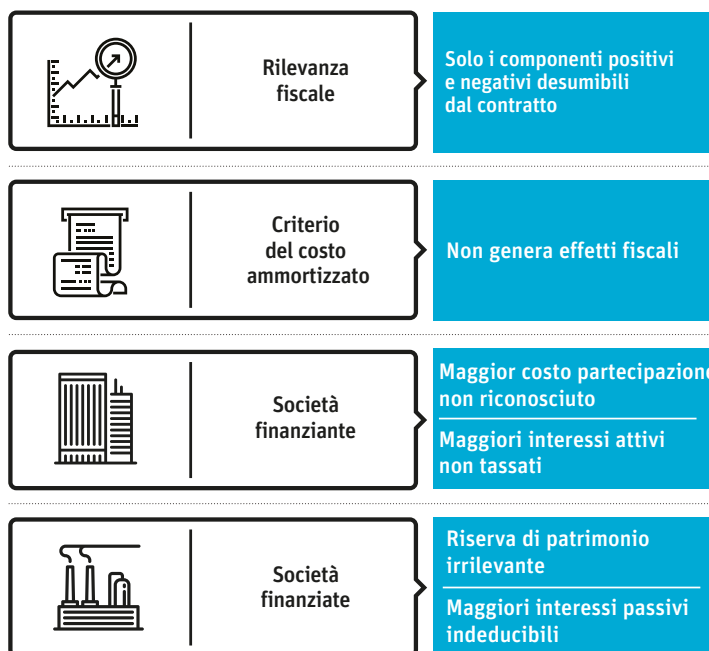 Rilevanza
fiscale
Solo i componenti positivi
e negativi desumibili
dal contratto
Criterio
del costo
ammortizzato
Non genera effetti fiscali
Società
finanziante
Maggior costo partecipazione
non riconosciuto
Maggiori interessi attivi
non tassati
Società
finanziate
Riserva di patrimonio
irrilevante
Maggiori interessi passivi
indeducibili